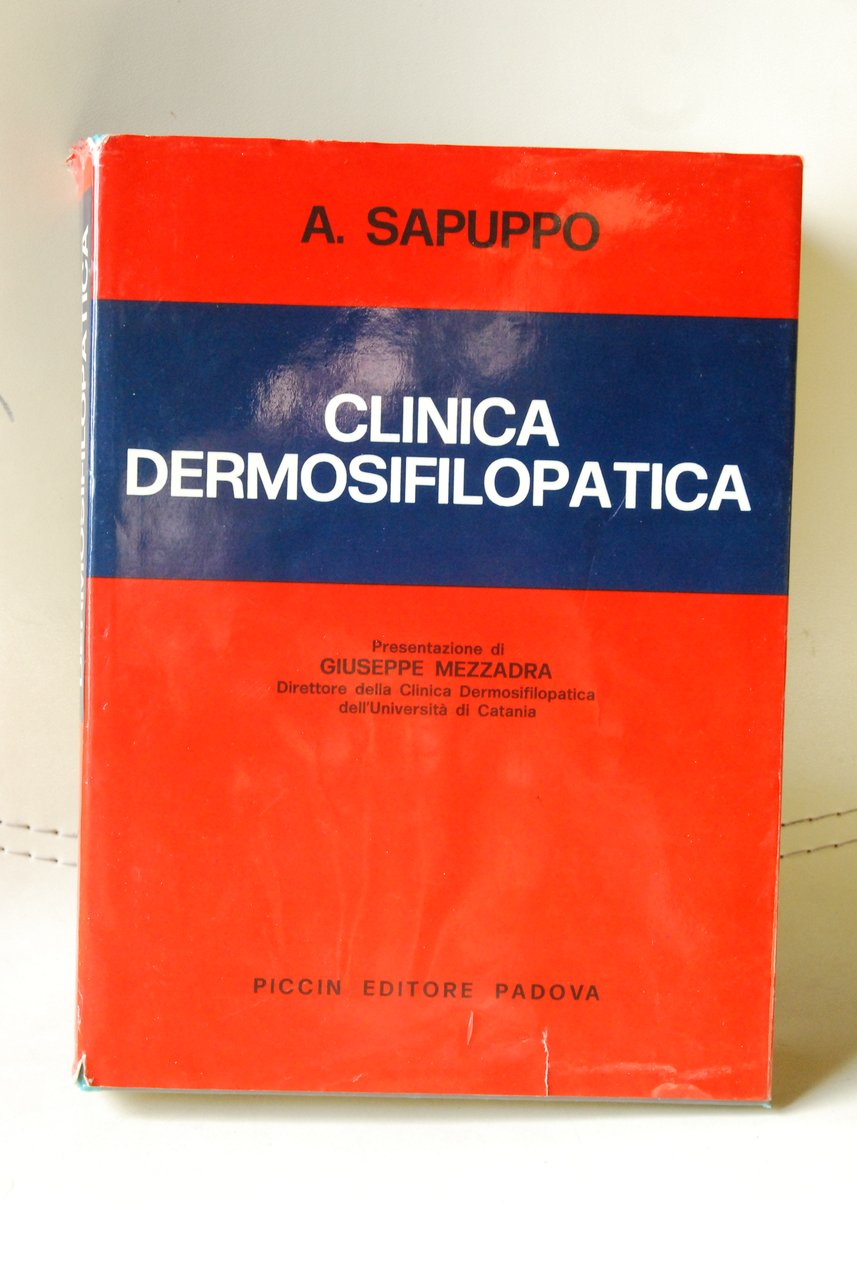 A. SAPUPPO
CLINICA
DERMOSIFILOPATICA
Presentazione di
GIUSEPPE MEZZADRA
Direttore della Clinica Dermosifilopatica
dell'Università di Catania
PICCIN EDITORE PADOVA